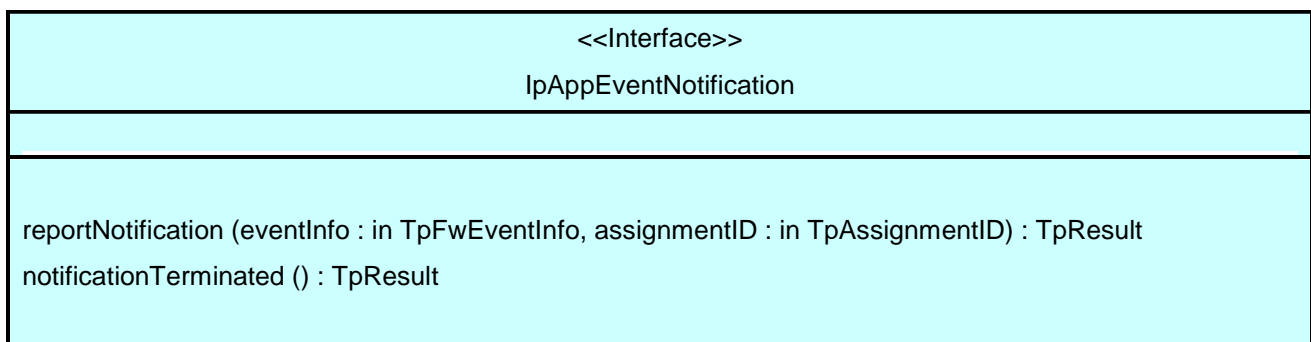 <<Interface>>
IpAppEventNotification
reportNotification (eventInfo : in TpFwEventInfo, assignmentID : in TpAssignmentID) : TpResult
notificationTerminated () : TpResult